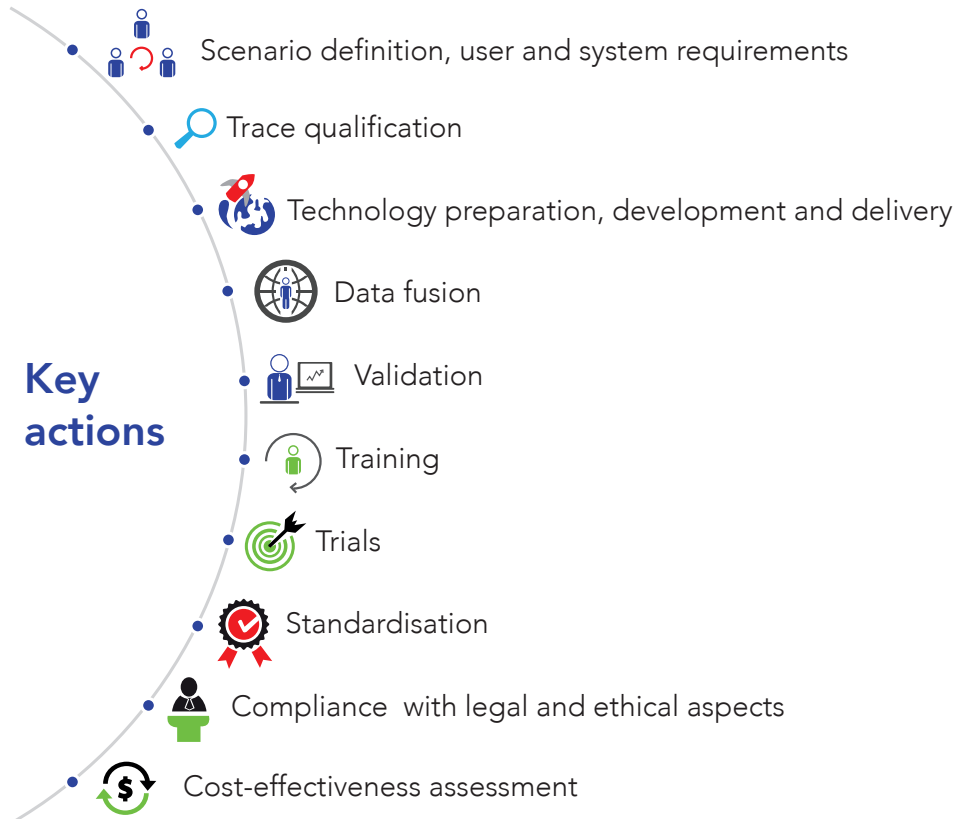 Scenario definition, user and system requirements
Trace qualification
Technology preparation, development and delivery
Data fusion
Key
actions
Validation
Training
Trials
Standardisation
Compliance  with legal and ethical aspects
$
Cost-effectiveness assessment